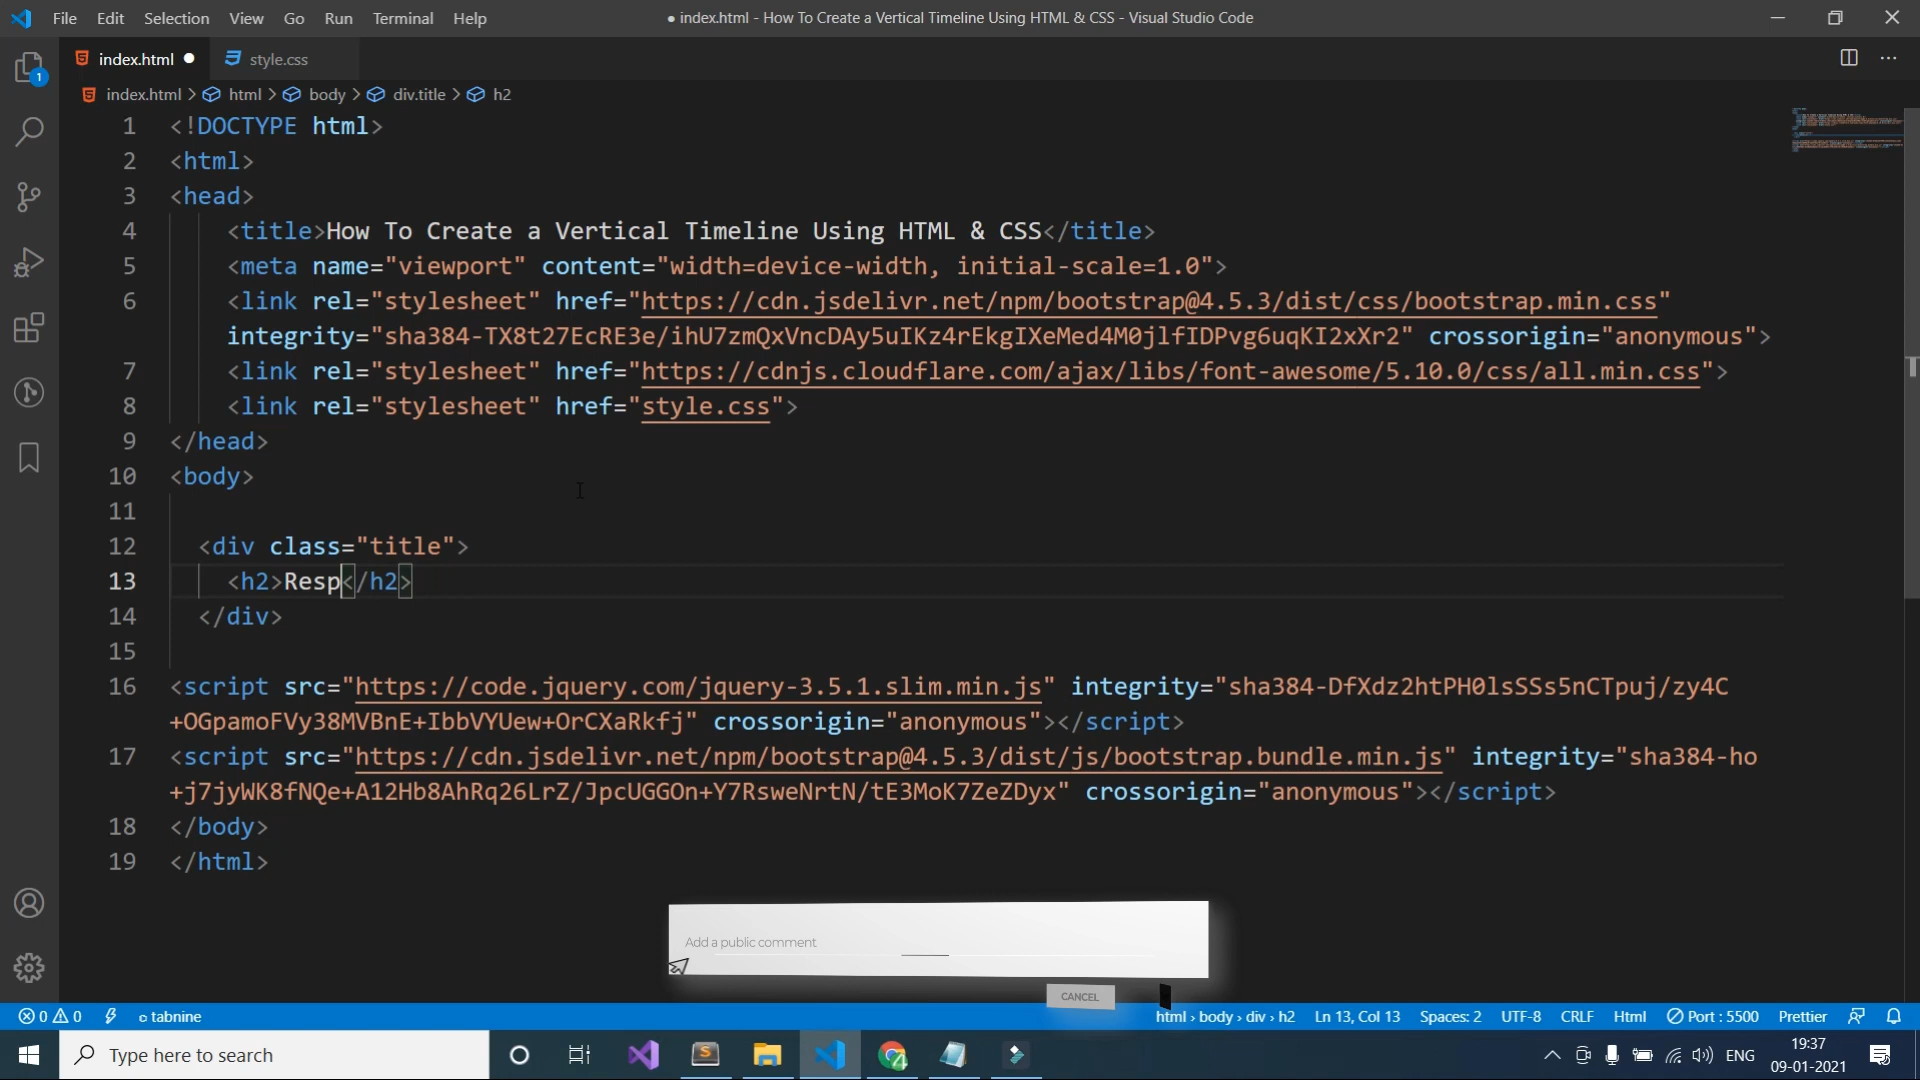 File Edit Selection View Go Run Terminal Help ● index.html - How To Create a Vertical Timeline Using HTML & CSS - Visual Studio Code
index.html ● style.css
index.html > html > body > div.title > h2
1 <!DOCTYPE html>
2 <html>
3 <head>
4 <title>How To Create a Vertical Timeline Using HTML & CSS</title>
5 <meta name="viewport" content="width=device-width, initial-scale=1.0">
6 <link rel="stylesheet" href="https://cdn.jsdelivr.net/npm/bootstrap@4.5.3/dist/css/bootstrap.min.css"
integrity="sha384-TX8t27EcRE3e/ihU7zmQxVncDAy5uIKz4rEkgIXeMed4M0jlfIDPvg6uqKI2xXr2" crossorigin="anonymous">
7 <link rel="stylesheet" href="https://cdnjs.cloudflare.com/ajax/libs/font-awesome/5.10.0/css/all.min.css">
8 <link rel="stylesheet" href="style.css">
9 </head>
10 <body>
11
12 <div class="title">
13 <h2>Resp</h2>
14 </div>
15
16 <script src="https://code.jquery.com/jquery-3.5.1.slim.min.js" integrity="sha384-DfXdz2htPH0lsSSs5nCTpuj/zy4C
+OGpamoFVy38MVBnE+IbbVYUew+OrCXaRkfj" crossorigin="anonymous"></script>
17 <script src="https://cdn.jsdelivr.net/npm/bootstrap@4.5.3/dist/js/bootstrap.bundle.min.js" integrity="sha384-ho
+j7jyWK8fNQe+A12Hb8AhRq26LrZ/JpcUGGOn+Y7RsweNrtN/tE3MoK7ZeZDyx" crossorigin="anonymous"></script>
18 </body>
19 </html>
Add a public comment
CANCEL
0 0 tabnine html › body › div › h2 Ln 13, Col 13 Spaces: 2 UTF-8 CRLF Html Port : 5500 Prettier
Type here to search ENG 19:37
09-01-2021